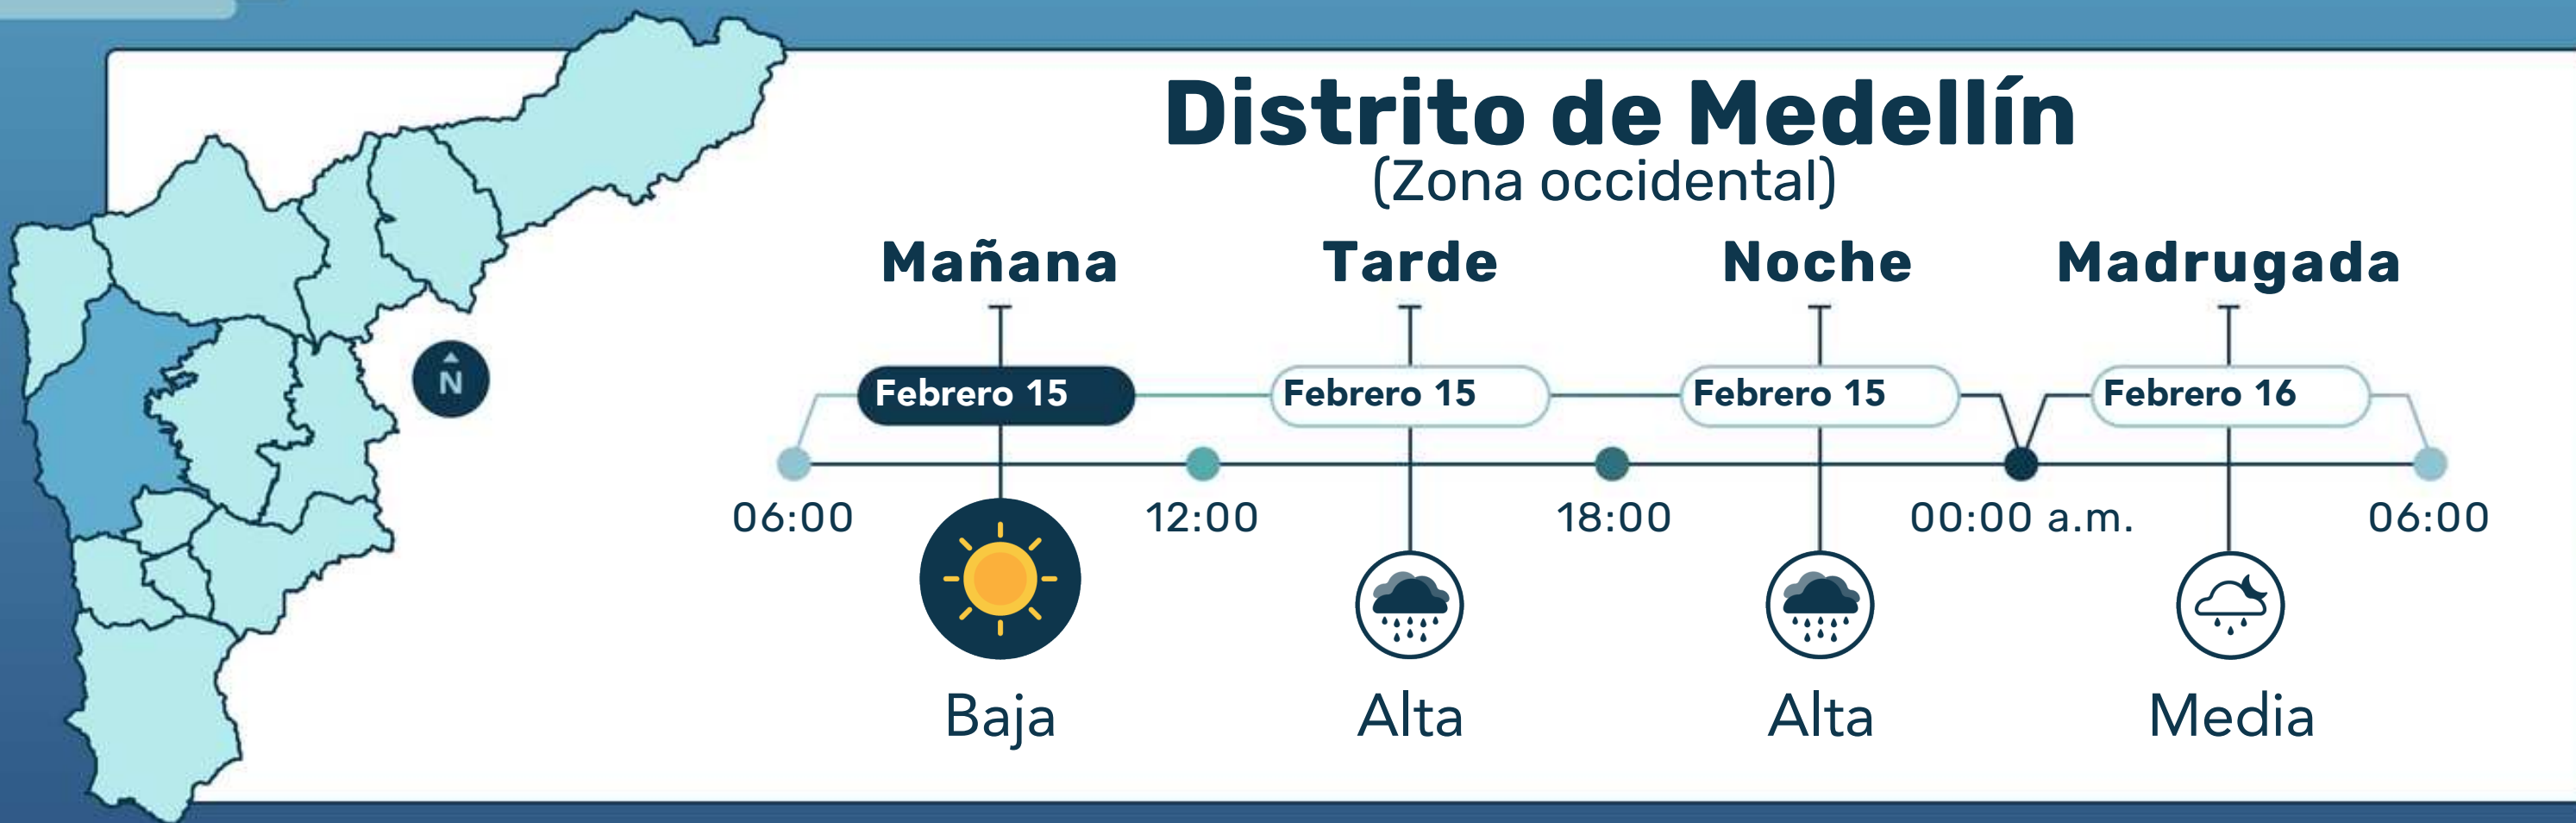 Distrito de Medellín
(Zona occidental)
Mañana Tarde Noche Madrugada
N
Febrero 15 Febrero 15 Febrero 15 Febrero 16
06:00 12:00 18:00 00:00 a.m. 06:00
Baja Alta Alta Media